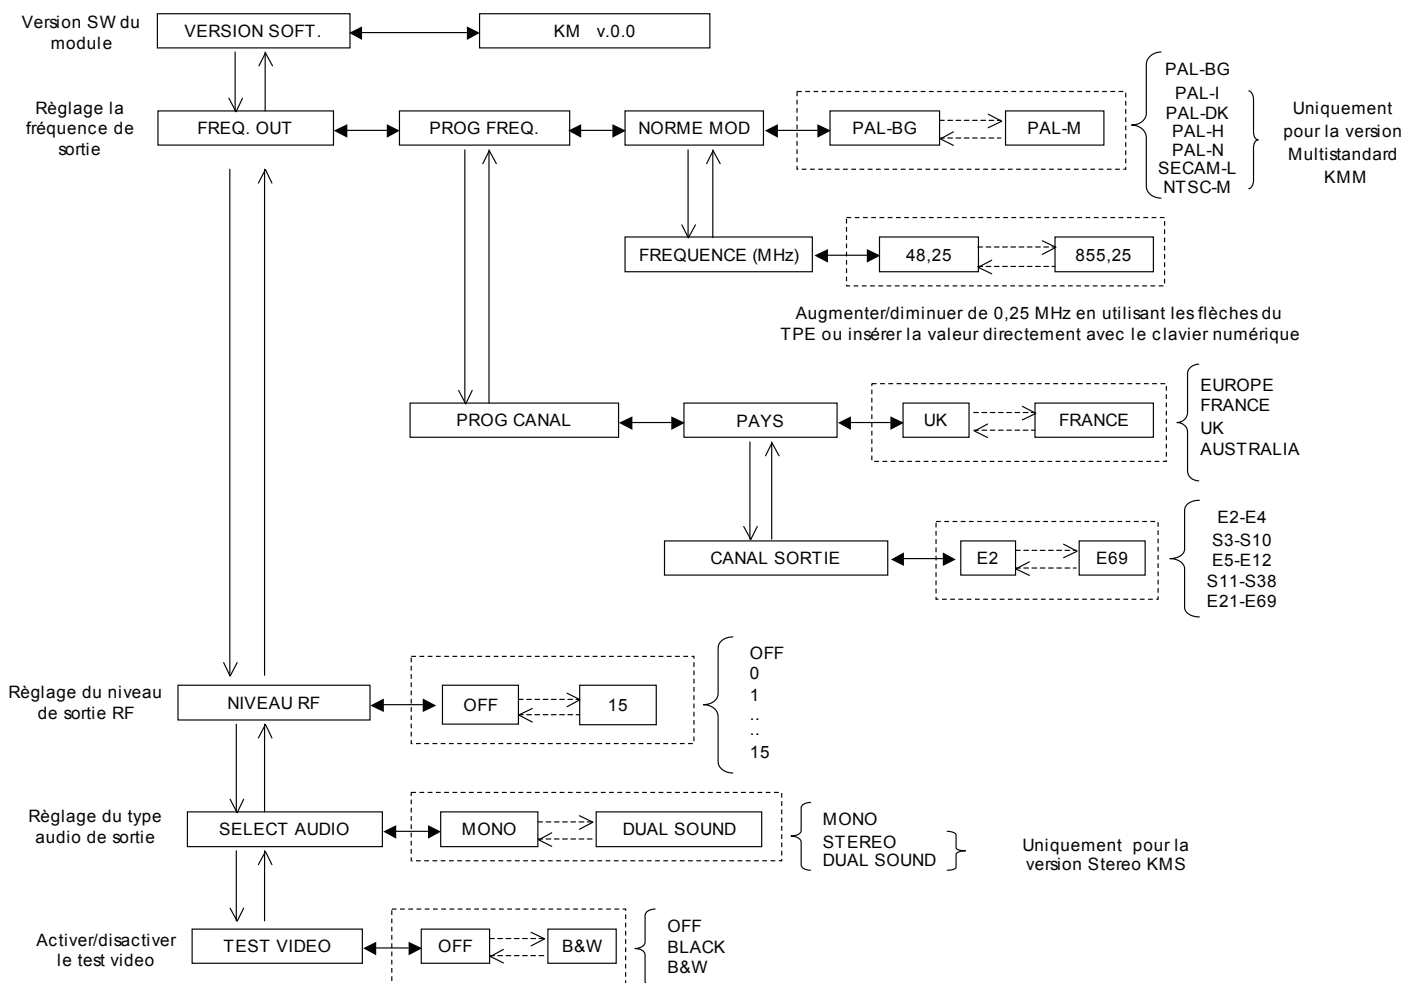 Version SW du
module
VERSION SOFT.
KM v.0.0
Règlage la
fréquence de
sortie
FREQ. OUT
PROG FREQ.
NORME MOD
PAL-BG
PAL-M
PAL-BG
PAL-I
PAL-DK
PAL-H
PAL-N
SECAM-L
NTSC-M
Uniquement
pour la version
Multistandard
KMM
FREQUENCE (MHz)
48,25
855,25
Augmenter/diminuer de 0,25 MHz en utilisant les flèches du
TPE ou insérer la valeur directement avec le clavier numérique
PROG CANAL
PAYS
UK
FRANCE
EUROPE
FRANCE
UK
AUSTRALIA
CANAL SORTIE
E2
E69
E2-E4
S3-S10
E5-E12
S11-S38
E21-E69
Règlage du niveau
de sortie RF
NIVEAU RF
OFF
15
OFF
0
1
..
..
15
Règlage du type
audio de sortie
SELECT AUDIO
MONO
DUAL SOUND
MONO
STEREO
DUAL SOUND
Uniquement pour la
version Stereo KMS
Activer/disactiver
le test video
TEST VIDEO
OFF
B&W
OFF
BLACK
B&W